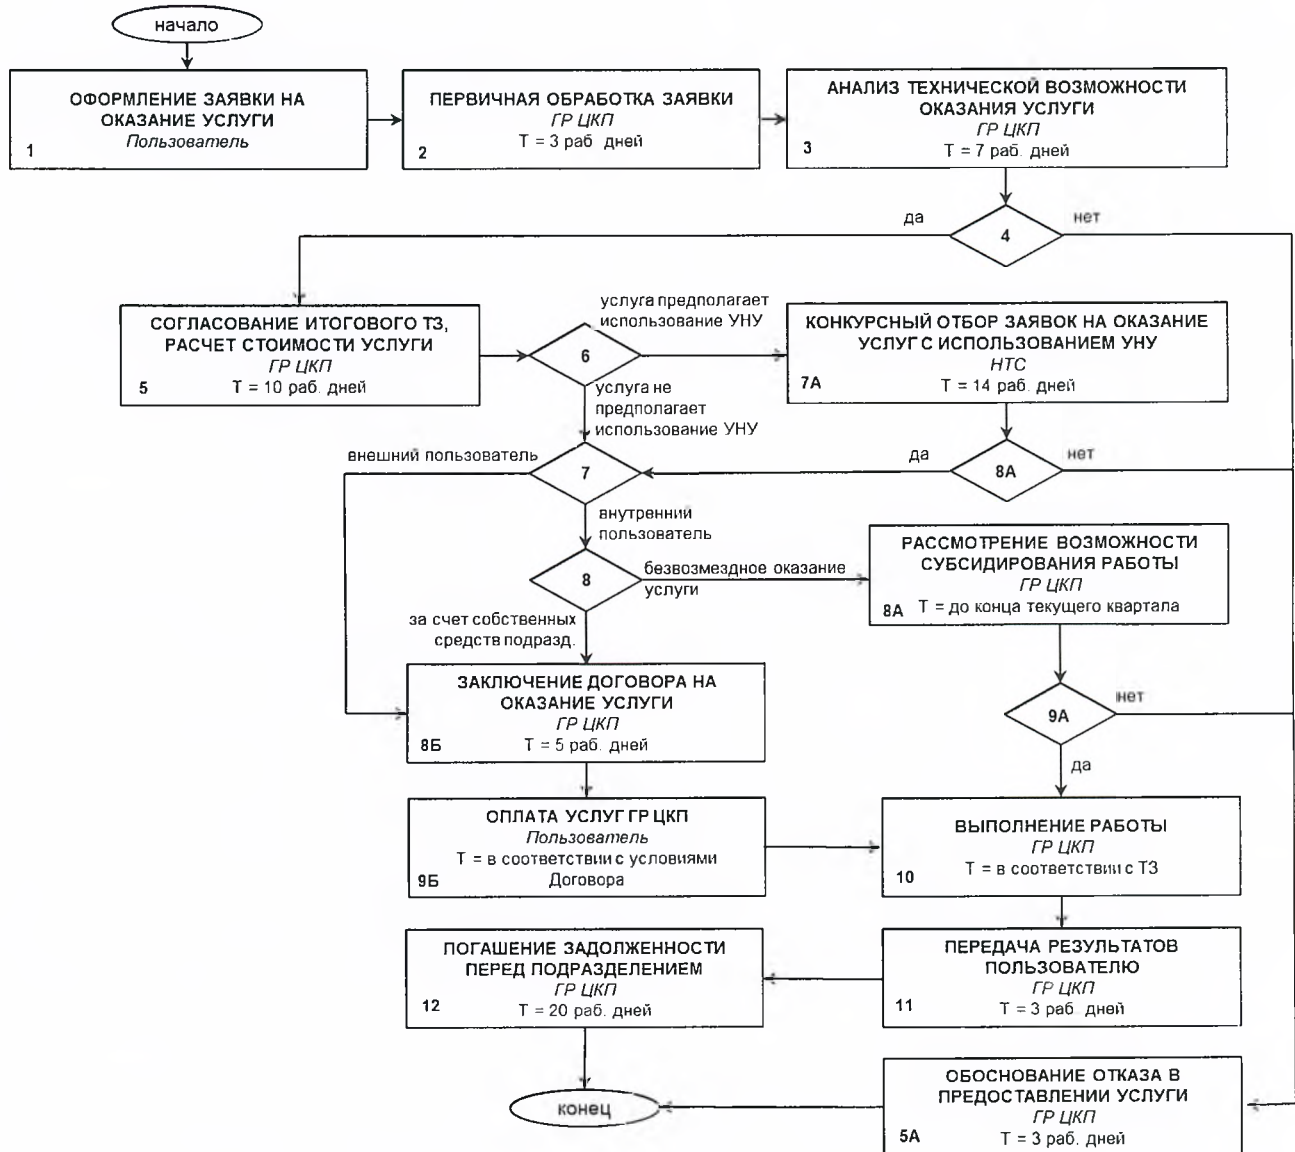 начало
ОФОРМЛЕНИЕ ЗАЯВКИ НА
ОКАЗАНИЕ УСЛУГИ
Пользователь
1
ПЕРВИЧНАЯ ОБРАБОТКА ЗАЯВКИ
ГР ЦКП
Т = 3 раб. дней
2
АНАЛИЗ ТЕХНИЧЕСКОЙ ВОЗМОЖНОСТИ
ОКАЗАНИЯ УСЛУГИ
ГР ЦКП
Т = 7 раб. дней
3
да
4
нет
СОГЛАСОВАНИЕ ИТОГОВОГО ТЗ,
РАСЧЕТ СТОИМОСТИ УСЛУГИ
ГР ЦКП
Т = 10 раб. дней
5
6
услуга предполагает
использование УНУ
КОНКУРСНЫЙ ОТБОР ЗАЯВОК НА ОКАЗАНИЕ
УСЛУГ С ИСПОЛЬЗОВАНИЕМ УНУ
НТС
Т = 14 раб. дней
7А
услуга не
предполагает
использование УНУ
внешний пользователь
7
да
8А
нет
внутренний
пользователь
8
безвозмездное оказание
услуги
РАССМОТРЕНИЕ ВОЗМОЖНОСТИ
СУБСИДИРОВАНИЯ РАБОТЫ
ГР ЦКП
Т = до конца текущего квартала
8А
за счет собственных
средств подразд.
ЗАКЛЮЧЕНИЕ ДОГОВОРА НА
ОКАЗАНИЕ УСЛУГИ
ГР ЦКП
Т = 5 раб. дней
8Б
9А
нет
да
ОПЛАТА УСЛУГ ГР ЦКП
Пользователь
Т = в соответствии с условиями
Договора
9Б
ВЫПОЛНЕНИЕ РАБОТЫ
ГР ЦКП
Т = в соответствии с ТЗ
10
ПОГАШЕНИЕ ЗАДОЛЖЕННОСТИ
ПЕРЕД ПОДРАЗДЕЛЕНИЕМ
ГР ЦКП
Т = 20 раб. дней
12
ПЕРЕДАЧА РЕЗУЛЬТАТОВ
ПОЛЬЗОВАТЕЛЮ
ГР ЦКП
Т = 3 раб. дней
11
конец
ОБОСНОВАНИЕ ОТКАЗА В
ПРЕДОСТАВЛЕНИИ УСЛУГИ
ГР ЦКП
Т = 3 раб. дней
5А